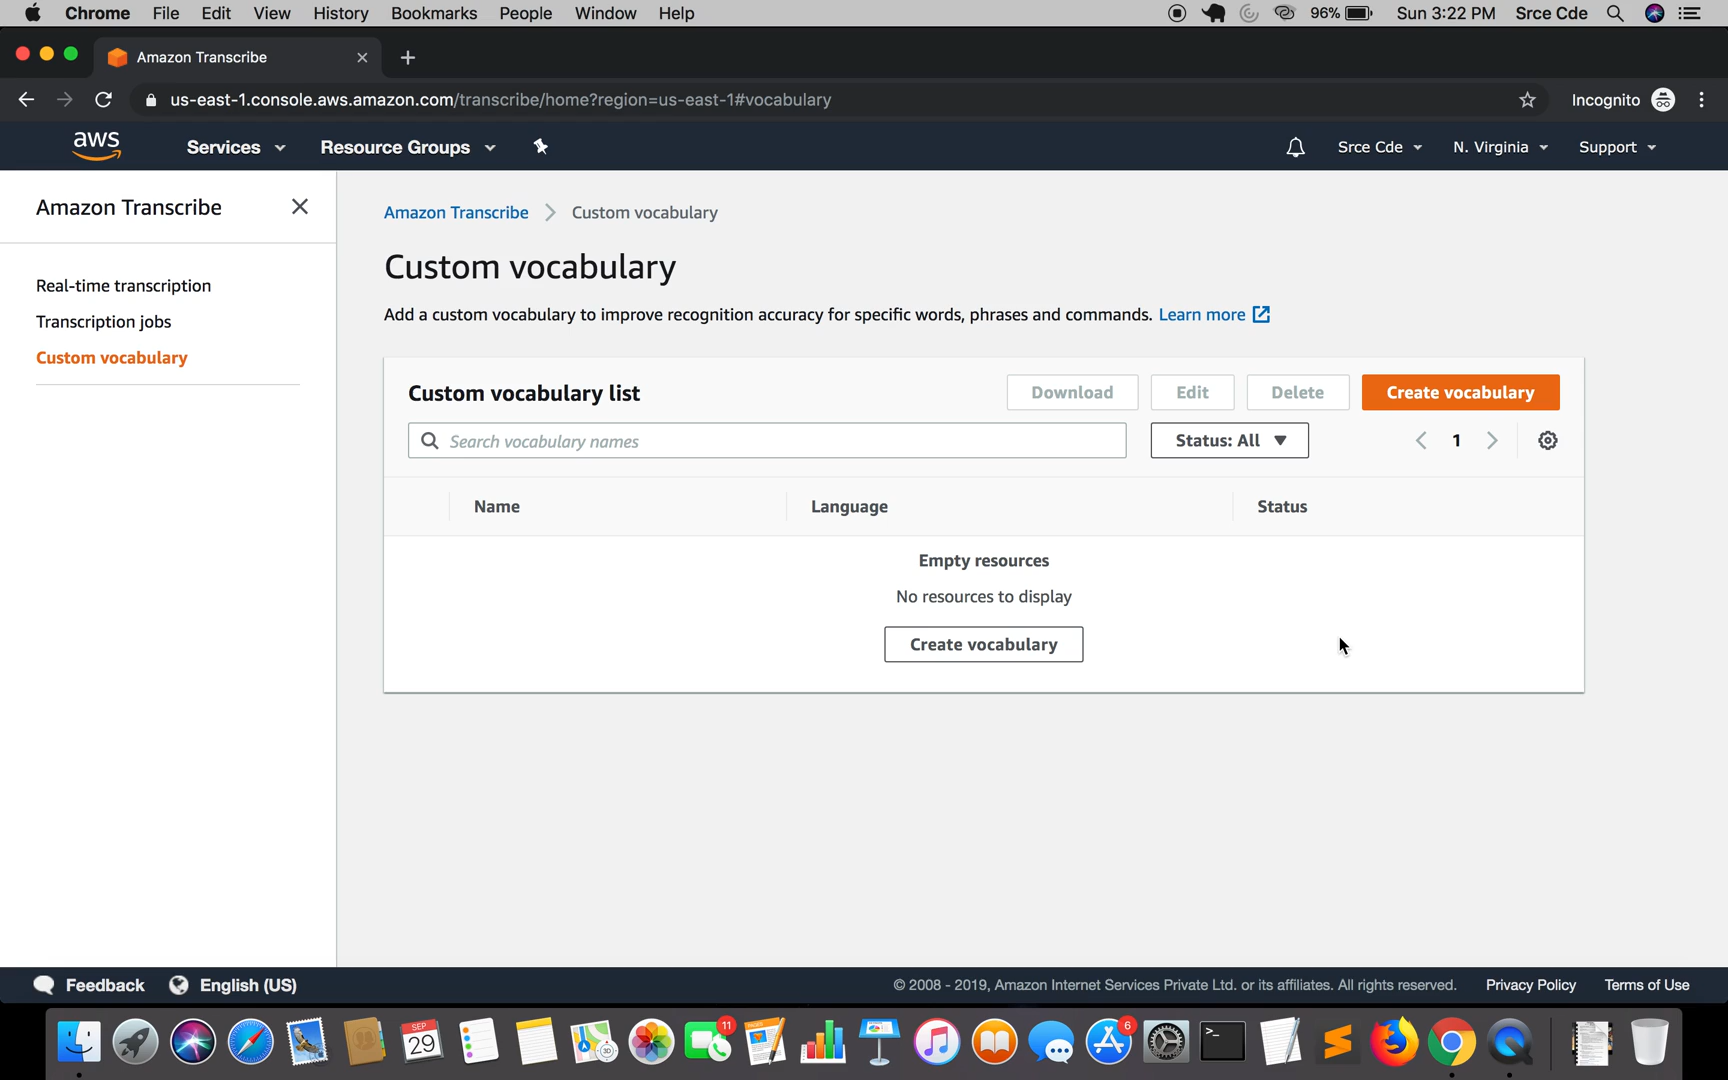 Chrome File Edit View History Bookmarks People Window Help 96% Sun 3:22 PM Srce Cde
Amazon Transcribe
us-east-1.console.aws.amazon.com/transcribe/home?region=us-east-1#vocabulary Incognito
aws Services Resource Groups Srce Cde N. Virginia Support
Amazon Transcribe
Real-time transcription
Transcription jobs
Custom vocabulary
Amazon Transcribe Custom vocabulary
Custom vocabulary
Add a custom vocabulary to improve recognition accuracy for specific words, phrases and commands. Learn more
Custom vocabulary list Download Edit Delete Create vocabulary
Search vocabulary names Status: All 1
Name Language Status
Empty resources
No resources to display
Create vocabulary
Feedback English (US) © 2008 - 2019, Amazon Internet Services Private Ltd. or its affiliates. All rights reserved. Privacy Policy Terms of Use
SEP
29
11
6